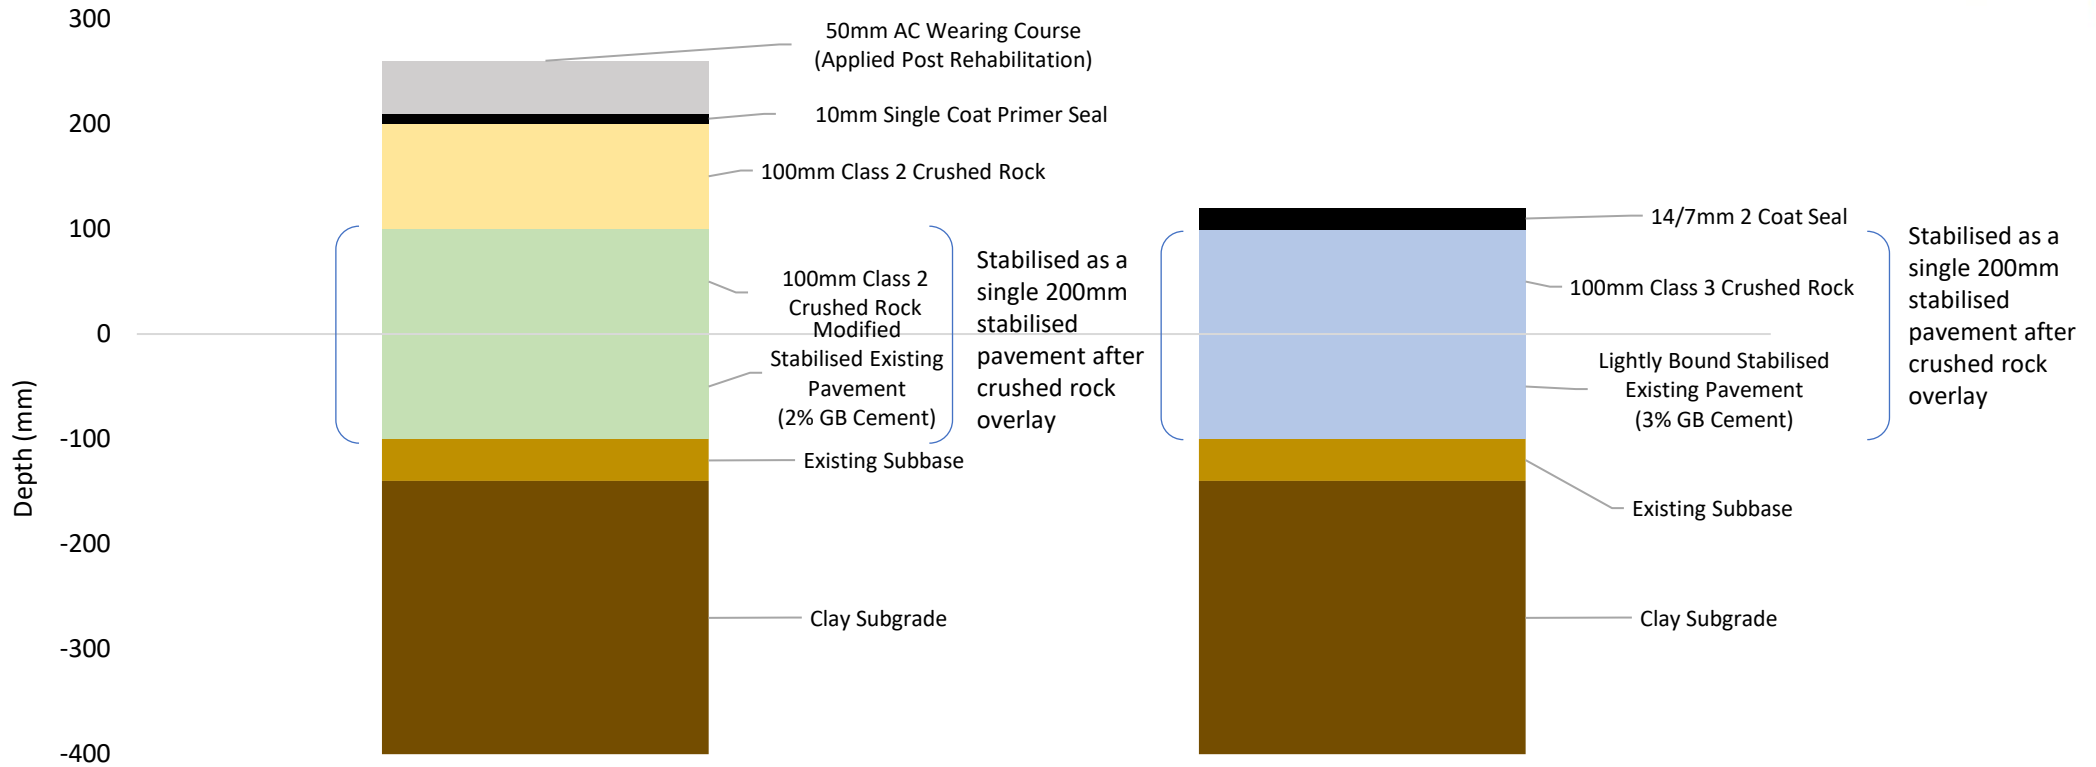 300
200
100
0
-100
-200
-300
-400
Depth (mm)
50mm AC Wearing Course
(Applied Post Rehabilitation)
10mm Single Coat Primer Seal
100mm Class 2 Crushed Rock
100mm Class 2
Crushed Rock
Modified
Stabilised Existing
Pavement
(2% GB Cement)
Existing Subbase
Clay Subgrade
Stabilised as a
single 200mm
stabilised
pavement after
crushed rock
overlay
14/7mm 2 Coat Seal
100mm Class 3 Crushed Rock
Lightly Bound Stabilised
Existing Pavement
(3% GB Cement)
Existing Subbase
Clay Subgrade
Stabilised as a
single 200mm
stabilised
pavement after
crushed rock
overlay